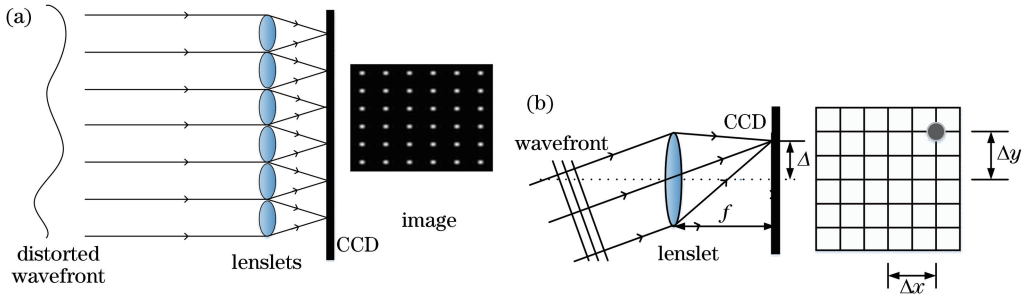 (a)
distorted
wavefront
lenslets
CCD
image
(b)
wavefront
CCD
Δ
f
lenslet
Δy
Δx